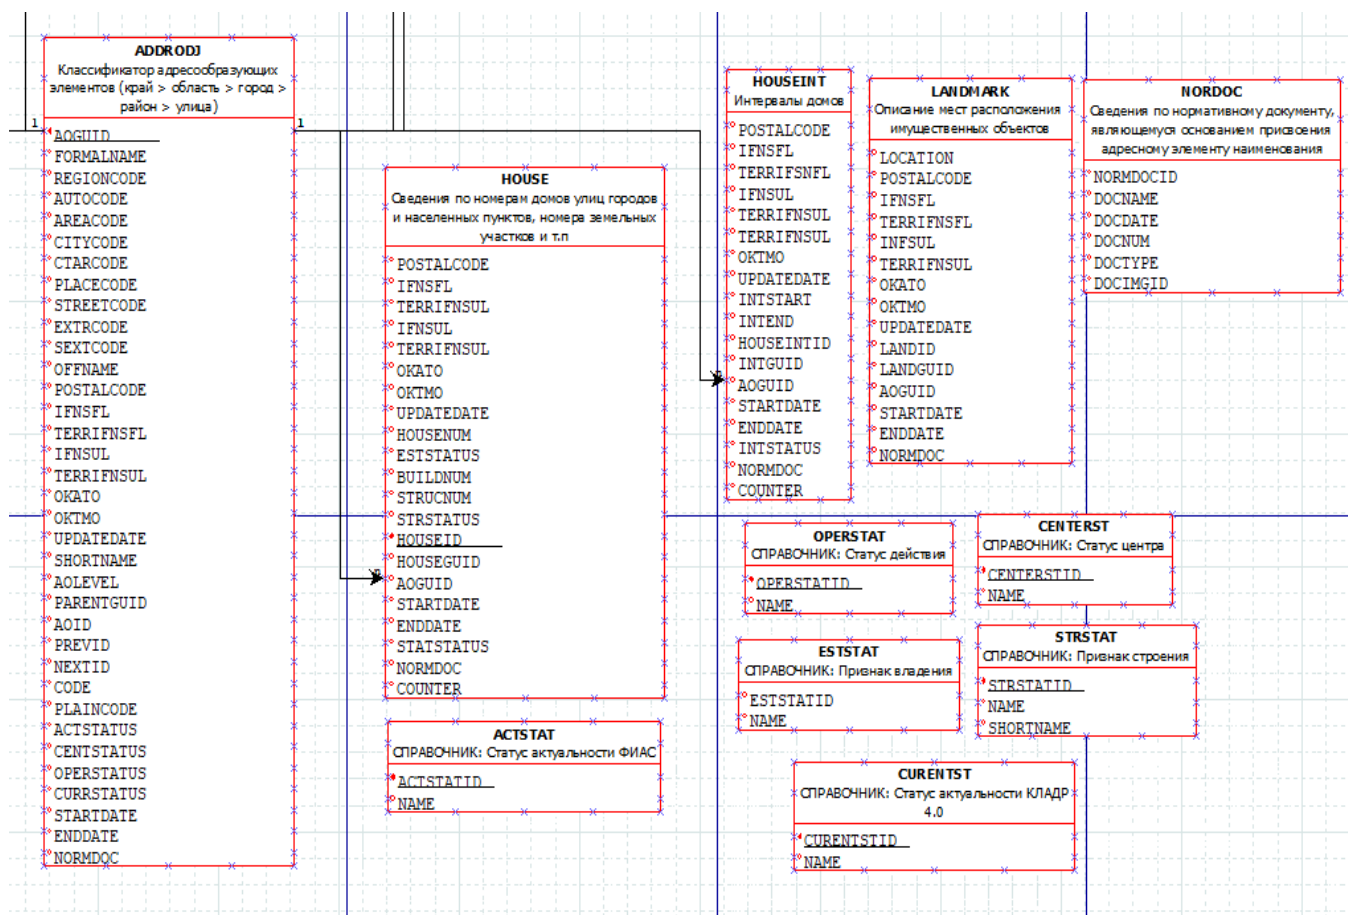 1
ADDRODJ
Классификатор адресообразующих
элементов (край > область > город >
район > улица)
AOGUID
FORMALNAME
REGIONCODE
AUTOCODE
AREACODE
CITYCODE
CTARCODE
PLACECODE
STREETCODE
EXTRCODE
SEXTCODE
OFFNAME
POSTALCODE
IFNSFL
TERRIFNSFL
IFNSUL
TERRIFNSUL
OKATO
OKTMO
UPDATEDATE
SHORTNAME
AOLEVEL
PARENTGUID
AOID
PREVID
NEXTID
CODE
PLAINCODE
ACTSTATUS
CENTSTATUS
OPERSTATUS
CURRSTATUS
STARTDATE
ENDDATE
NORMDOC
1
HOUSE
Сведения по номерам домов улиц городов
и населенных пунктов, номера земельных
участков и т.п
POSTALCODE
IFNSFL
TERRIFNSUL
IFNSUL
TERRIFNSUL
OKATO
OKTMO
UPDATEDATE
HOUSENUM
ESTSTATUS
BUILDNUM
STRUCNUM
STRSTATUS
HOUSEID
HOUSEGUID
AOGUID
STARTDATE
ENDDATE
STATSTATUS
NORMDOC
COUNTER
ACTSTAT
СПРАВОЧНИК: Статус актуальности ФИАС
ACTSTATID
NAME
HOUSEINT
Интервалы домов
POSTALCODE
IFNSFL
TERRIFSNFL
IFNSUL
TERRIFNSUL
TERRIFNSUL
OKTMO
UPDATEDATE
INTSTART
INTEND
HOUSEINTID
INTGUID
AOGUID
STARTDATE
ENDDATE
INTSTATUS
NORMDOC
COUNTER
LANDMARK
Описание мест расположения
имущественных объектов
LOCATION
POSTALCODE
IFNSFL
TERRIFNSFL
INFSUL
TERRIFNSUL
OKATO
OKTMO
UPDATEDATE
LANDID
LANDGUID
AOGUID
STARTDATE
ENDDATE
NORMDOC
NORDOC
Сведения по нормативному документу,
являющемуся основанием присвоения
адресному элементу наименования
NORMDOCID
DOCNAME
DOCDATE
DOCNUM
DOCTYPE
DOCIMGID
OPERSTAT
СПРАВОЧНИК: Статус действия
OPERSTATID
NAME
CENTERST
СПРАВОЧНИК: Статус центра
CENTERSTID
NAME
ESTSTAT
СПРАВОЧНИК: Признак владения
ESTSTATID
NAME
STRSTAT
СПРАВОЧНИК: Признак строения
STRSTATID
NAME
SHORTNAME
CURENTST
СПРАВОЧНИК: Статус актуальности КЛАДР
4.0
CURENTSTID
NAME